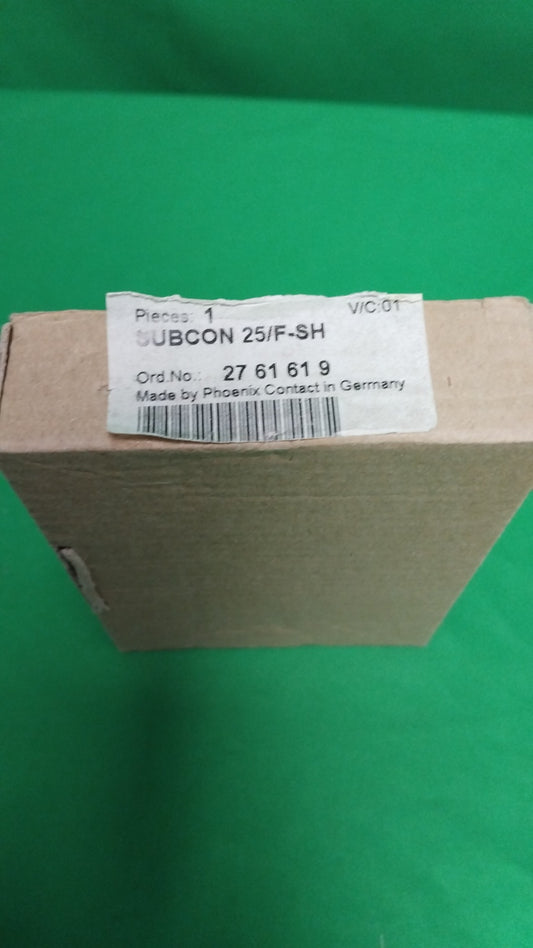 Pieces: 1 V/C:01
SUBCON 25/F-SH
Ord.No.: 27 61 61 9
Made by Phoenix Contact in Germany